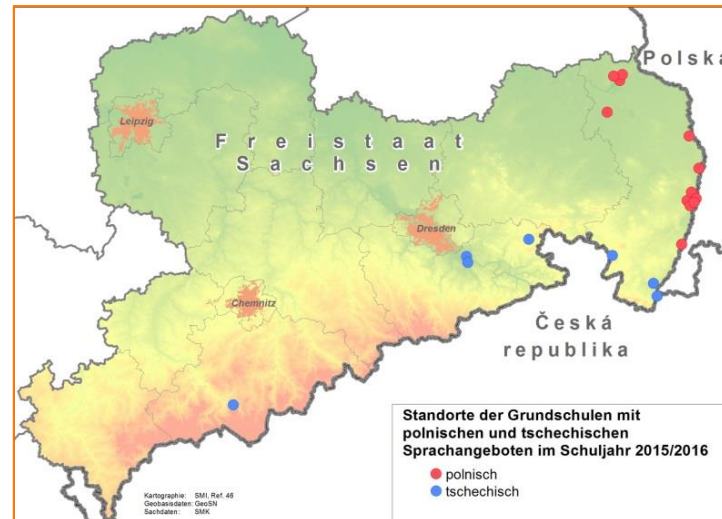 Polska
Leipzig
Freistaat
Sachsen
Dresden
Chemnitz
Česká
republika
Standorte der Grundschulen mit
polnischen und tschechischen
Sprachangeboten im Schuljahr 2015/2016
polnisch
tschechisch
Kartographie: SMI, Ref. 46
Geobasisdaten: GeoSN
Sachdaten: SMK